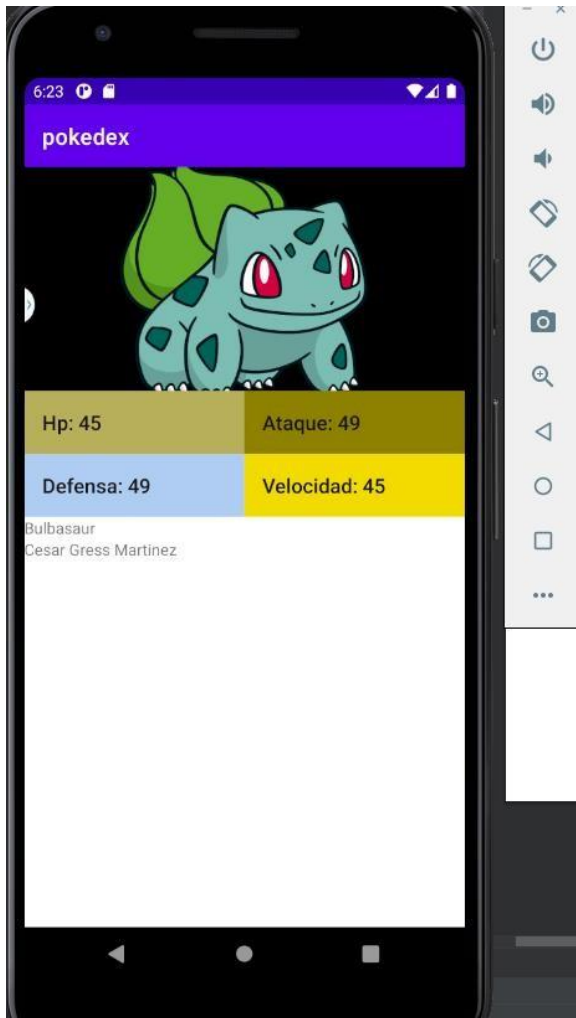 6:23
pokedex
Hp: 45
Ataque: 49
Defensa: 49
Velocidad: 45
Bulbasaur
Cesar Gress Martinez